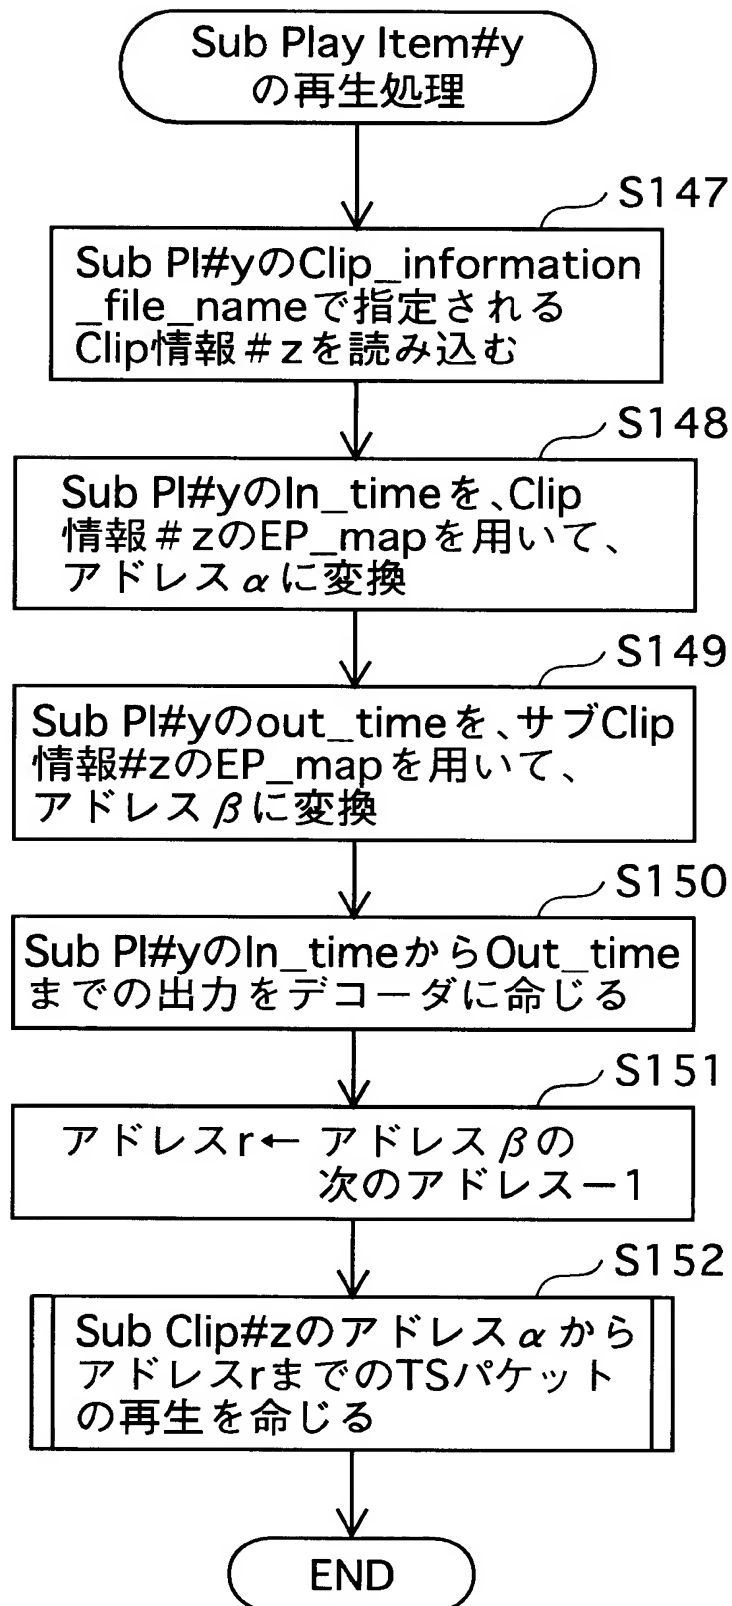 Sub Play Item#y
の再生処理
S147
Sub PI#yのClip_information
_file_nameで指定される
Clip情報#zを読み込む
S148
Sub PI#yのIn_timeを、Clip
情報#zのEP_mapを用いて、
アドレスαに変換
S149
Sub PI#yのout_timeを、サブClip
情報#zのEP_mapを用いて、
アドレスβに変換
S150
Sub PI#yのIn_timeからOut_time
までの出力をデコーダに命じる
S151
アドレスr← アドレスβの
次のアドレス－1
S152
Sub Clip#zのアドレスαから
アドレスrまでのTSパケット
の再生を命じる
END